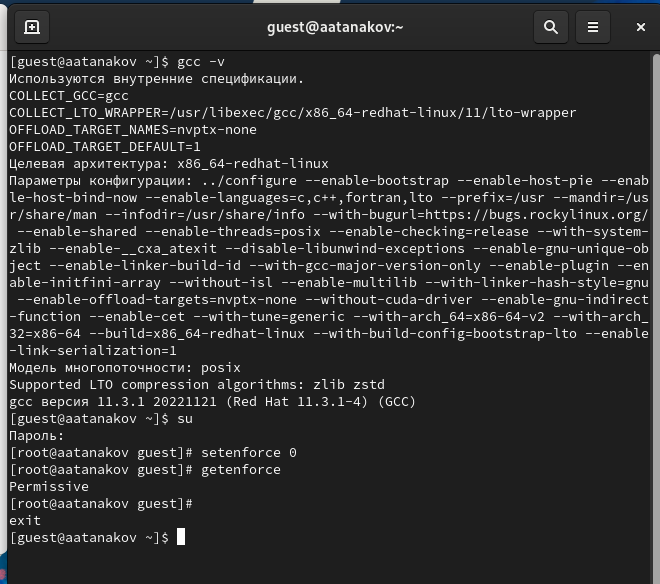 guest@aatanakov:~
[guest@aatanakov ~]$ gcc -v
Используются внутренние спецификации.
COLLECT_GCC=gcc
COLLECT_LTO_WRAPPER=/usr/libexec/gcc/x86_64-redhat-linux/11/lto-wrapper
OFFLOAD_TARGET_NAMES=nvptx-none
OFFLOAD_TARGET_DEFAULT=1
Целевая архитектура: x86_64-redhat-linux
Параметры конфигурации: ../configure --enable-bootstrap --enable-host-pie --enab
le-host-bind-now --enable-languages=c,c++,fortran,lto --prefix=/usr --mandir=/us
r/share/man --infodir=/usr/share/info --with-bugurl=https://bugs.rockylinux.org/
 --enable-shared --enable-threads=posix --enable-checking=release --with-system-
zlib --enable-__cxa_atexit --disable-libunwind-exceptions --enable-gnu-unique-ob
ject --enable-linker-build-id --with-gcc-major-version-only --enable-plugin --en
able-initfini-array --without-isl --enable-multilib --with-linker-hash-style=gnu
 --enable-offload-targets=nvptx-none --without-cuda-driver --enable-gnu-indirect
-function --enable-cet --with-tune=generic --with-arch_64=x86-64-v2 --with-arch_
32=x86-64 --build=x86_64-redhat-linux --with-build-config=bootstrap-lto --enable
-link-serialization=1
Модель многопоточности: posix
Supported LTO compression algorithms: zlib zstd
gcc версия 11.3.1 20221121 (Red Hat 11.3.1-4) (GCC)
[guest@aatanakov ~]$ su
Пароль:
[root@aatanakov guest]# setenforce 0
[root@aatanakov guest]# getenforce
Permissive
[root@aatanakov guest]#
exit
[guest@aatanakov ~]$